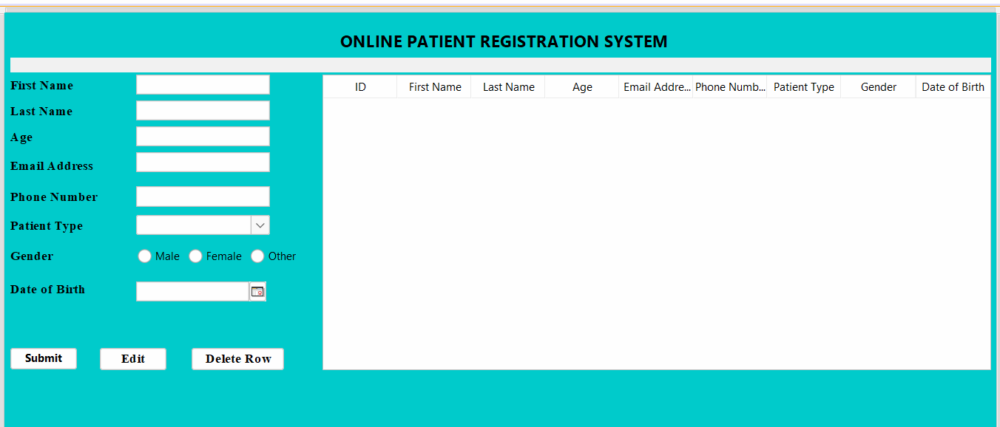 ONLINE PATIENT REGISTRATION SYSTEM
First Name
Last Name
Age
Email Address
Phone Number
Patient Type
Gender Male Female Other
Date of Birth
Submit Edit Delete Row
ID First Name Last Name Age Email Addre... Phone Numb... Patient Type Gender Date of Birth